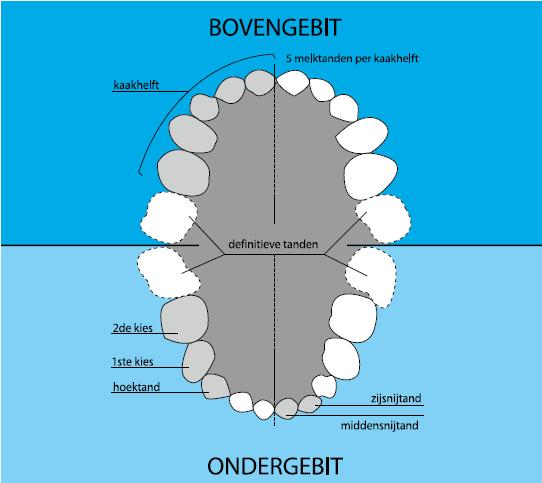 BOVENGEBIT
5 melktanden per kaakhelft
kaakhelft
definitieve tanden
2de kies
1ste kies
hoektand
zijsnijtand
middensnijtand
ONDERGEBIT